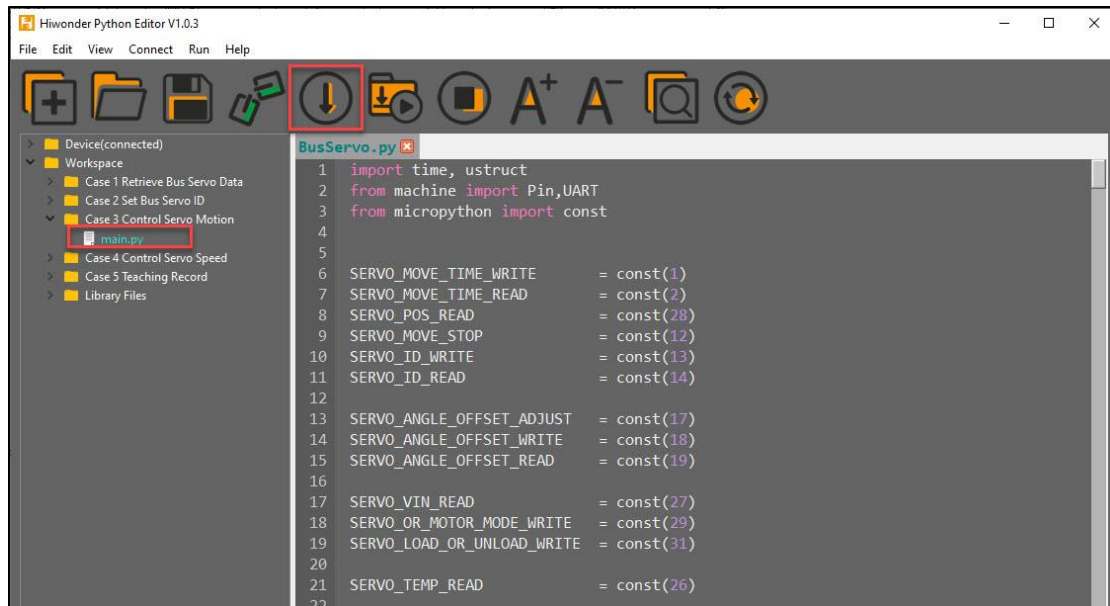 Hiwonder Python Editor V1.0.3
File Edit View Connect Run Help
A+ A-
Device(connected)
Workspace
Case 1 Retrieve Bus Servo Data
Case 2 Set Bus Servo ID
Case 3 Control Servo Motion
main.py
Case 4 Control Servo Speed
Case 5 Teaching Record
Library Files
BusServo.py
1 import time, ustruct
2 from machine import Pin,UART
3 from micropython import const
4
5
6 SERVO_MOVE_TIME_WRITE = const(1)
7 SERVO_MOVE_TIME_READ = const(2)
8 SERVO_POS_READ = const(28)
9 SERVO_MOVE_STOP = const(12)
10 SERVO_ID_WRITE = const(13)
11 SERVO_ID_READ = const(14)
12
13 SERVO_ANGLE_OFFSET_ADJUST = const(17)
14 SERVO_ANGLE_OFFSET_WRITE = const(18)
15 SERVO_ANGLE_OFFSET_READ = const(19)
16
17 SERVO_VIN_READ = const(27)
18 SERVO_OR_MOTOR_MODE_WRITE = const(29)
19 SERVO_LOAD_OR_UNLOAD_WRITE = const(31)
20
21 SERVO_TEMP_READ = const(26)
22